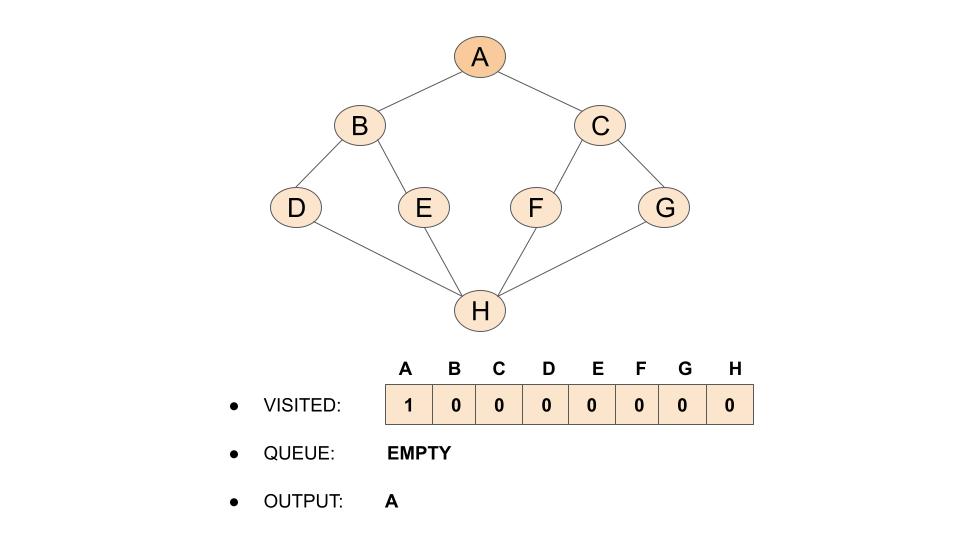 A
B C
D E F G
H
A B C D E F G H
● VISITED: 1 0 0 0 0 0 0 0
● QUEUE: EMPTY
● OUTPUT: A